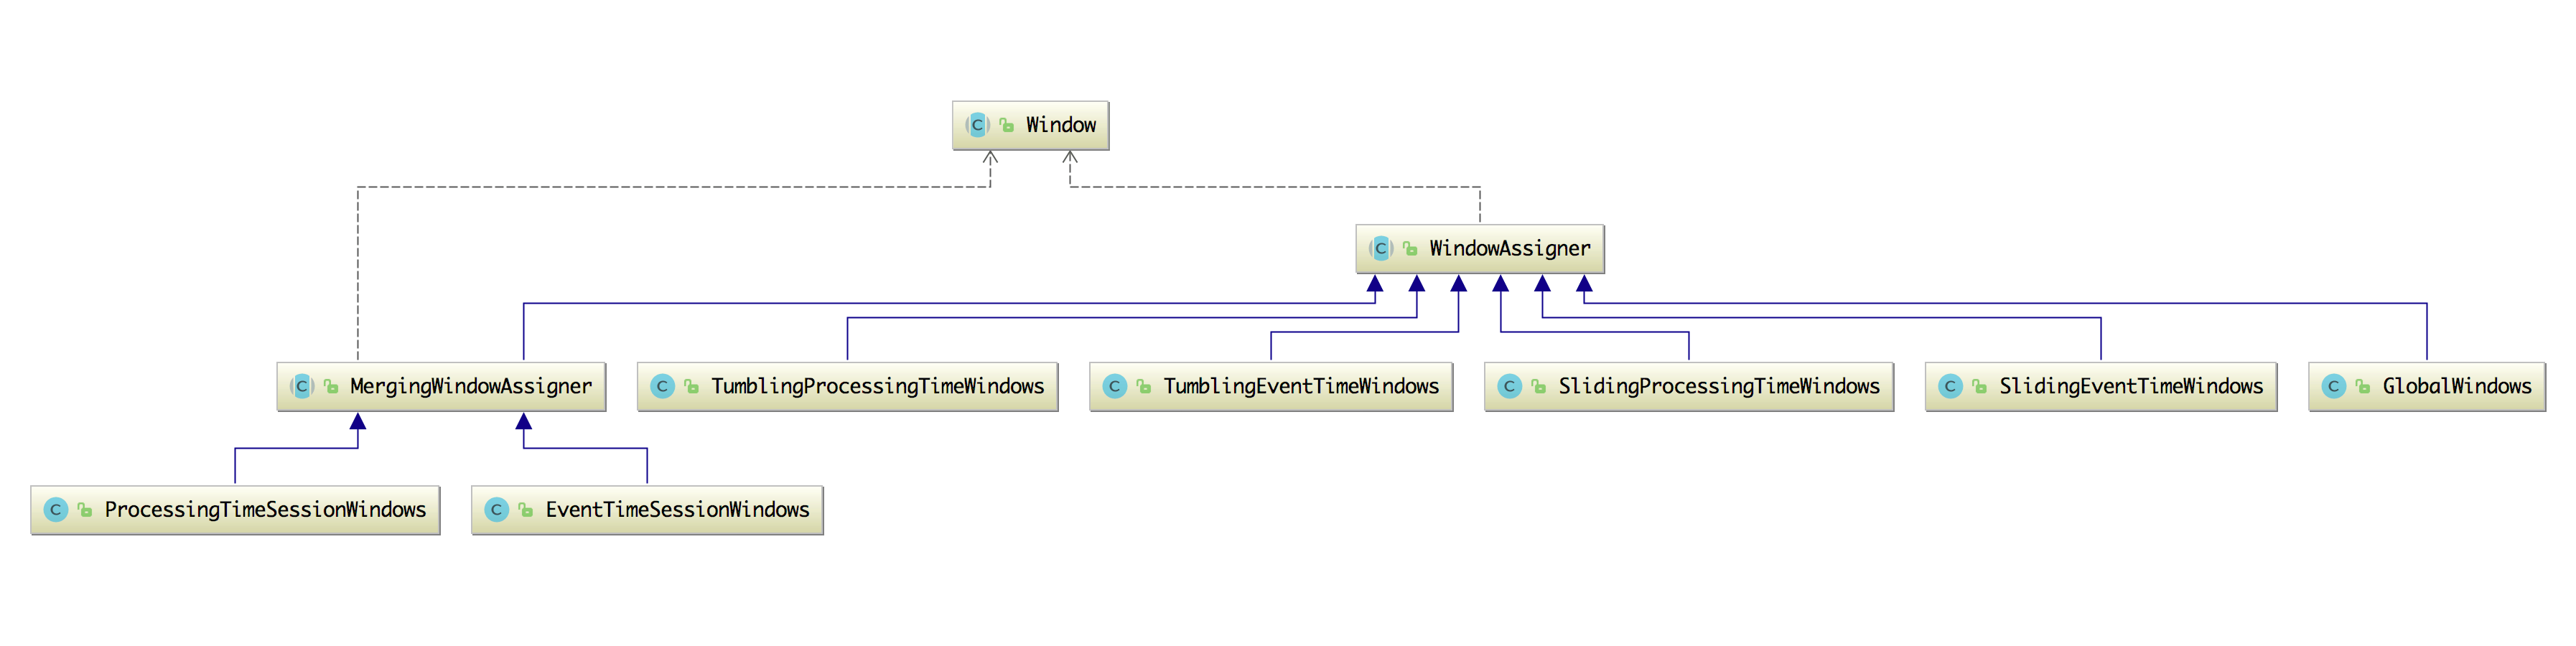 Window
WindowAssigner
MergingWindowAssigner
TumblingProcessingTimeWindows
TumblingEventTimeWindows
SlidingProcessingTimeWindows
SlidingEventTimeWindows
GlobalWindows
ProcessingTimeSessionWindows
EventTimeSessionWindows